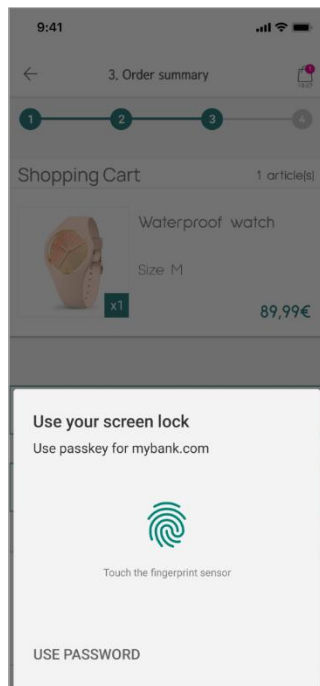 9:41
3. Order summary
1
1 2 3 4
Shopping Cart 1 article(s)
Waterproof watch
Size M
x1
89,99€
Use your screen lock
Use passkey for mybank.com
Touch the fingerprint sensor
USE PASSWORD